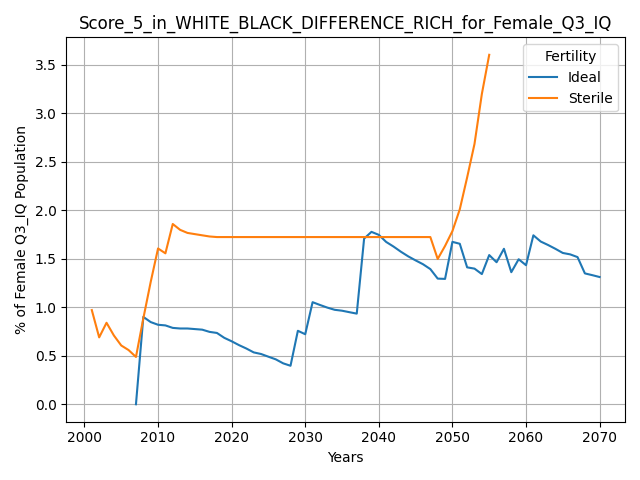 Score_5_in_WHITE_BLACK_DIFFERENCE_RICH_for_Female_Q3_IQ
Fertility
Ideal
Sterile
% of Female Q3_IQ Population
3.5
3.0
2.5
2.0
1.5
1.0
0.5
0.0
2000 2010 2020 2030 2040 2050 2060 2070
Years